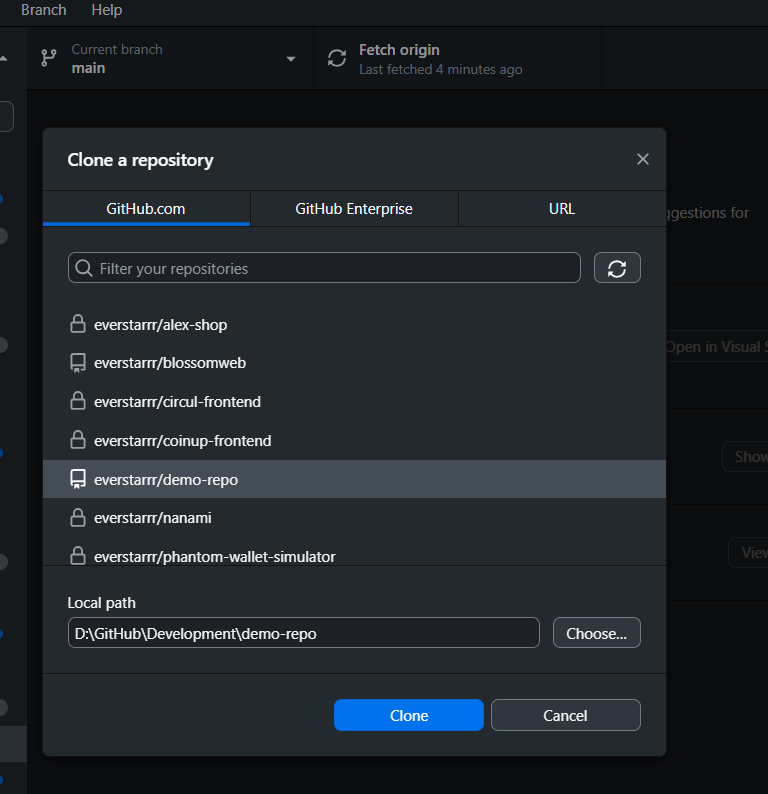 Branch Help
Current branch
main
Fetch origin
Last fetched 4 minutes ago
Clone a repository
GitHub.com
GitHub Enterprise
URL
ggestions for
Filter your repositories
everstarrr/alex-shop
everstarrr/blossomweb
Open in Visual S
everstarrr/circul-frontend
everstarrr/coinup-frontend
Show
everstarrr/demo-repo
everstarrr/nanami
everstarrr/phantom-wallet-simulator
View
Local path
D:\GitHub\Development\demo-repo
Choose...
Clone
Cancel